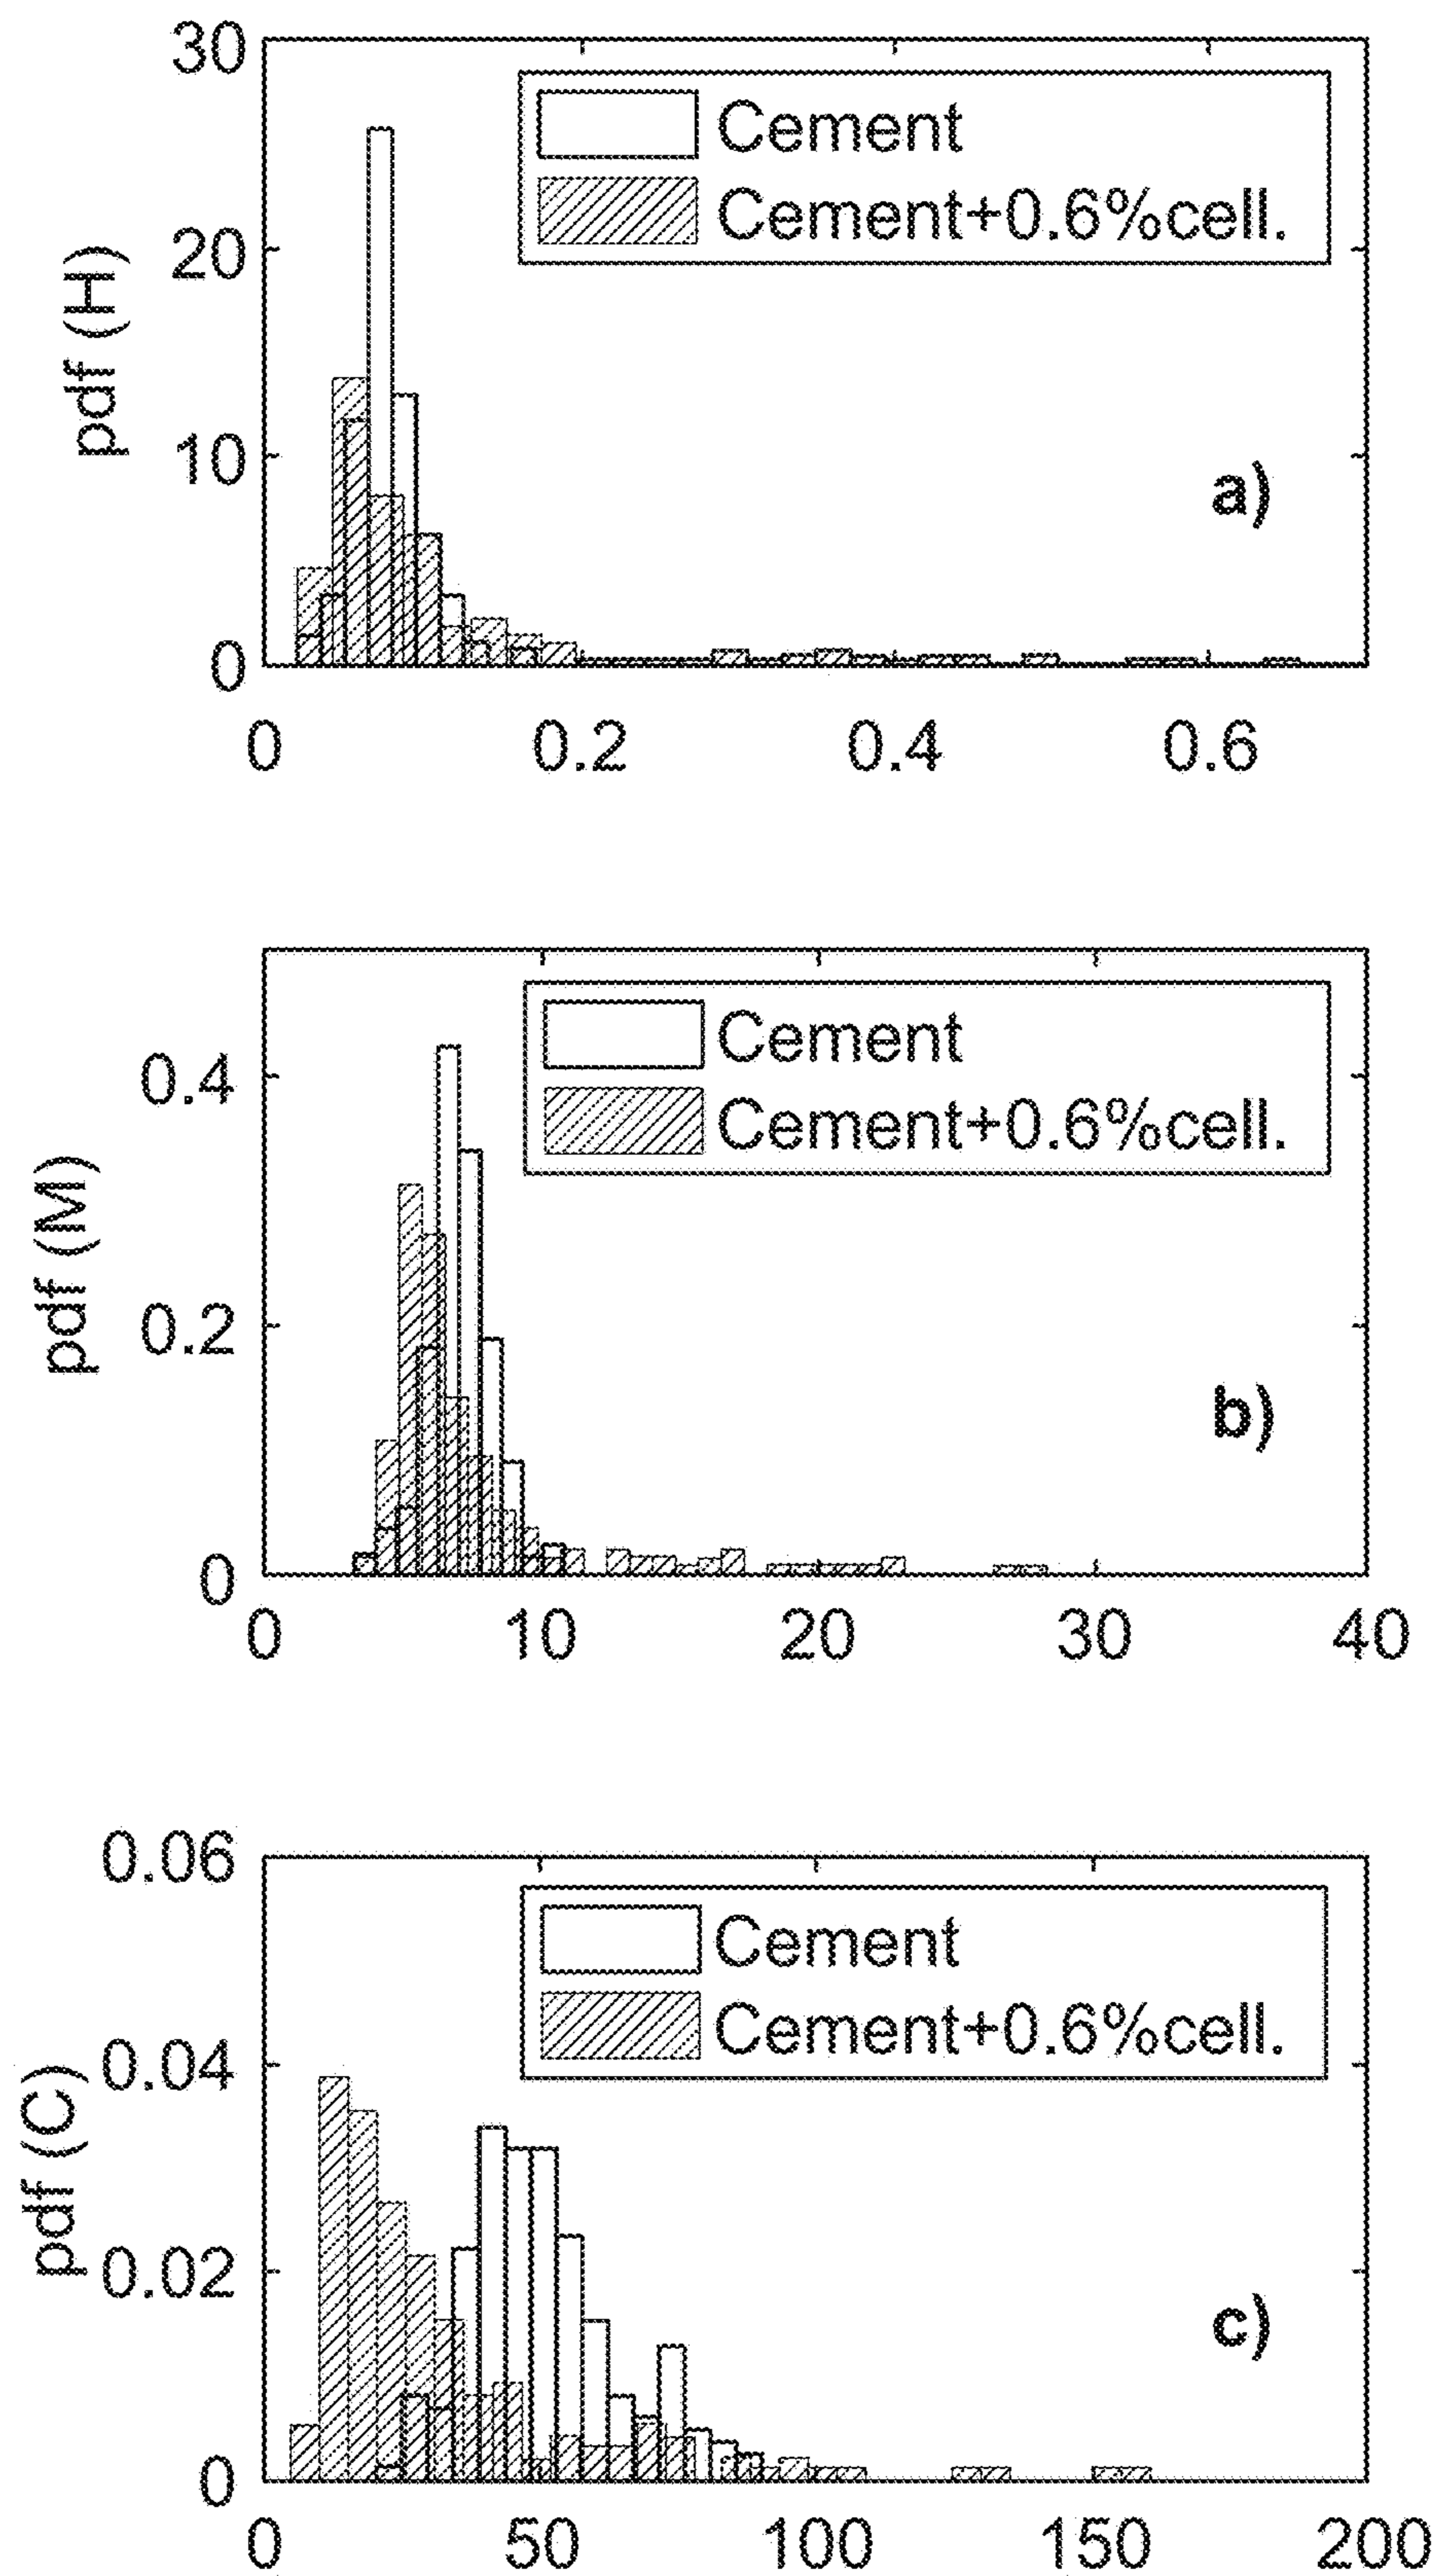 30
Cement
Cement+0.6%cell.
20
pdf (H)
10
a)
0
0 0.2 0.4 0.6
Cement
Cement+0.6%cell.
0.4
pdf (M)
0.2
b)
0
0 10 20 30 40
0.06
Cement
Cement+0.6%cell.
0.04
pdf (C)
0.02
c)
0
0 50 100 150 200